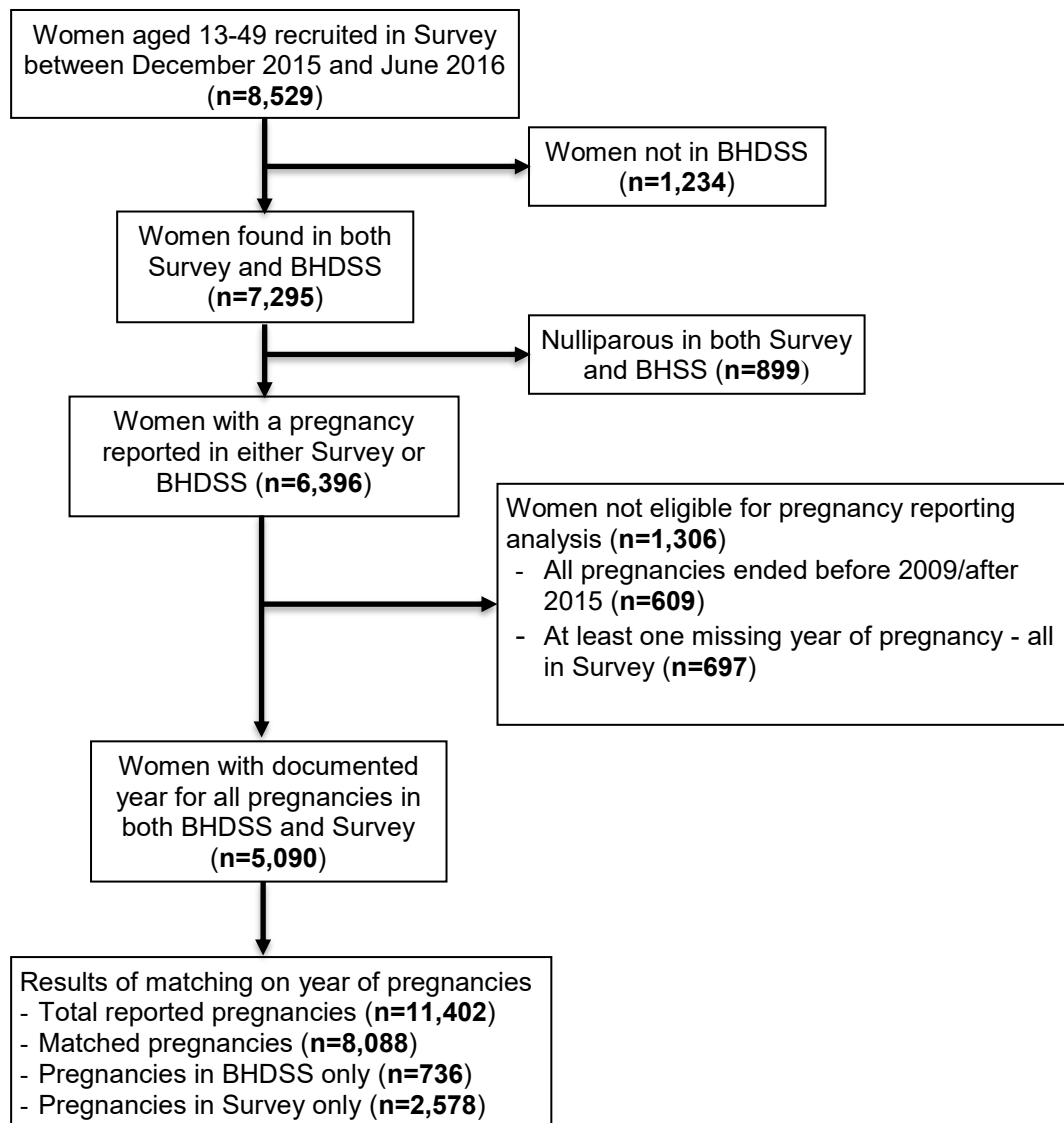 Women aged 13-49 recruited in Survey
between December 2015 and June 2016
(n=8,529)
Women not in BHDSS
(n=1,234)
Women found in both
Survey and BHDSS
(n=7,295)
Nulliparous in both Survey
and BHSS (n=899)
Women with a pregnancy
reported in either Survey or
BHDSS (n=6,396)
Women not eligible for pregnancy reporting
analysis (n=1,306)
- All pregnancies ended before 2009/after
2015 (n=609)
- At least one missing year of pregnancy - all
in Survey (n=697)
Women with documented
year for all pregnancies in
both BHDSS and Survey
(n=5,090)
Results of matching on year of pregnancies
- Total reported pregnancies (n=11,402)
- Matched pregnancies (n=8,088)
- Pregnancies in BHDSS only (n=736)
- Pregnancies in Survey only (n=2,578)